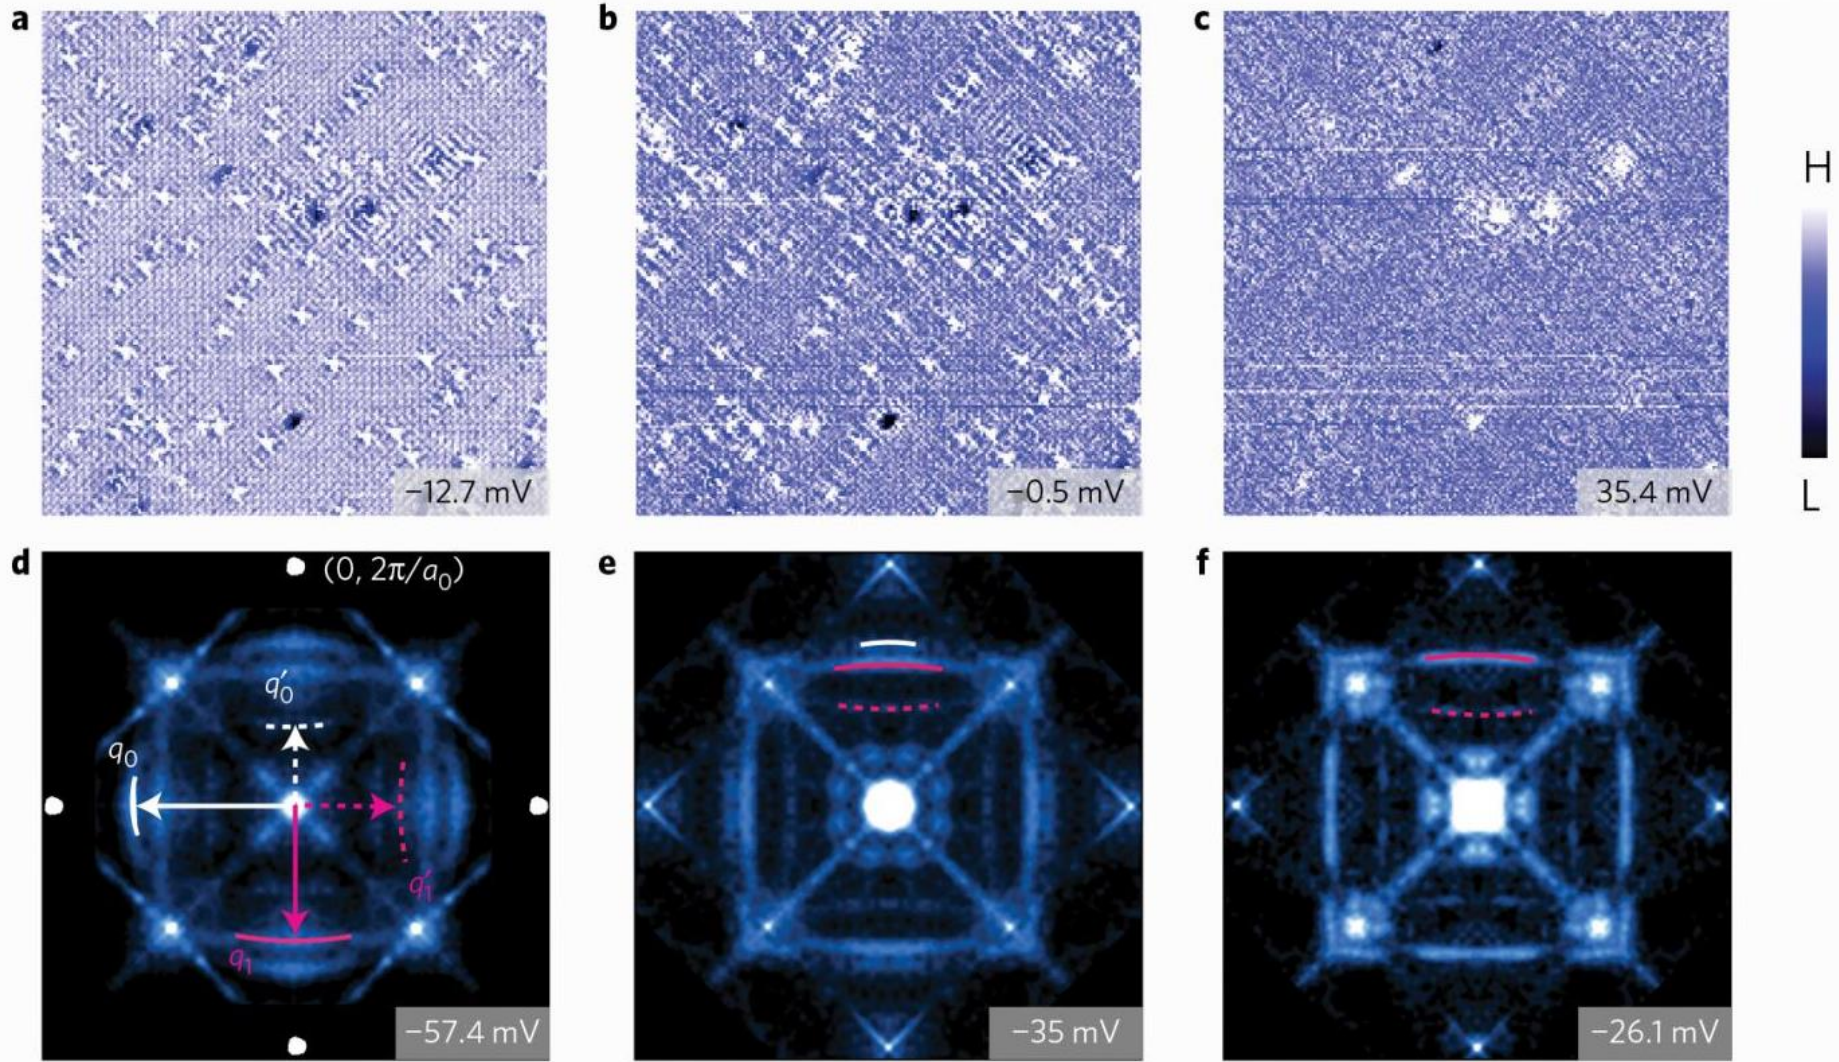 a
b
c
H
L
−12.7 mV
−0.5 mV
35.4 mV
d
(0, 2π/a₀)
q′₀
q₀
q′₁
q₁
−57.4 mV
e
−35 mV
f
−26.1 mV